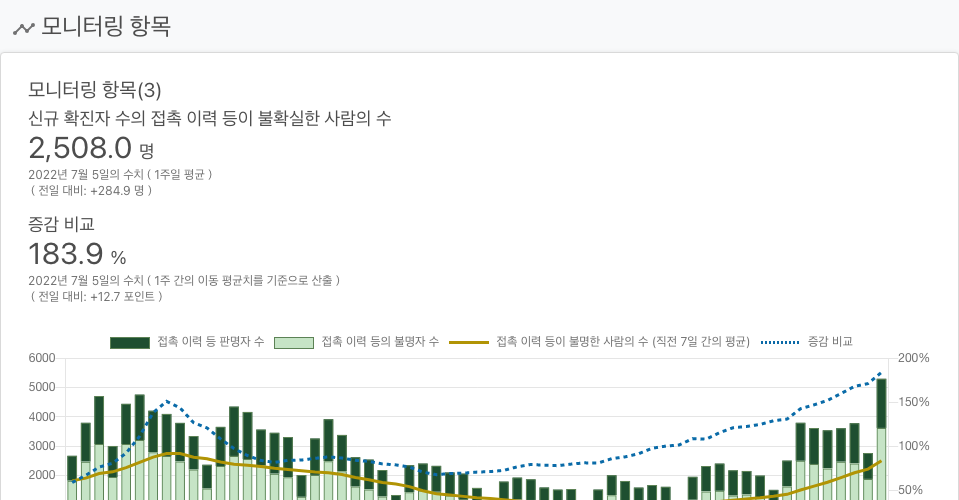 모니터링 항목
모니터링 항목(3)
신규 확진자 수의 접촉 이력 등이 불확실한 사람의 수
2,508.0 명
2022년 7월 5일의 수치 ( 1주일 평균 )
( 전일 대비: +284.9 명 )
증감 비교
183.9 %
2022년 7월 5일의 수치 ( 1주 간의 이동 평균치를 기준으로 산출 )
( 전일 대비: +12.7 포인트 )
접촉 이력 등 판명자 수 접촉 이력 등의 불명자 수 접촉 이력 등이 불명한 사람의 수 (직전 7일 간의 평균) 증감 비교
6000 200%
5000
4000 150%
3000 100%
2000
50%